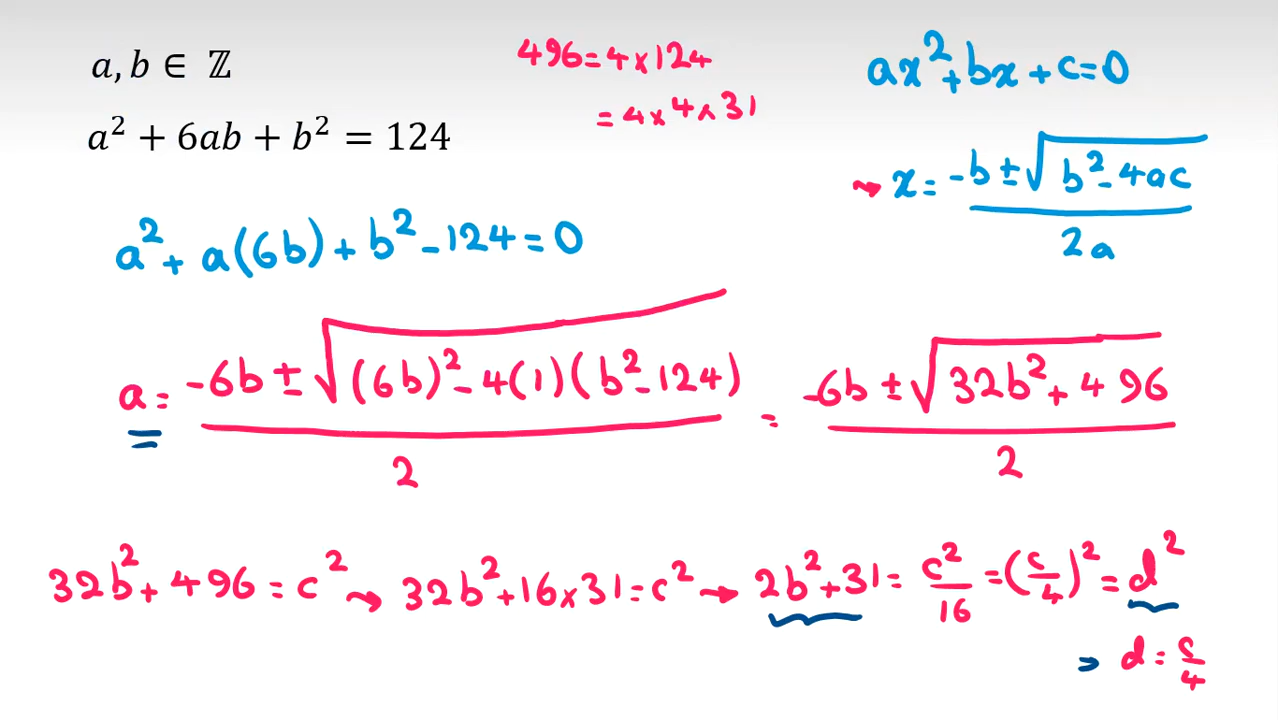 a, b ∈ ℤ
a² + 6ab + b² = 124
496 = 4 × 124
= 4 × 4 × 31
ax² + bx + c = 0
⇝ x = (-b ± √(b² - 4ac)) / 2a
a² + a(6b) + b² - 124 = 0
a = (-6b ± √((6b)² - 4(1)(b² - 124))) / 2 = (-6b ± √(32b² + 496)) / 2
32b² + 496 = c² ⇝ 32b² + 16 × 31 = c² ⇝ 2b² + 31 = c²/16 = (c/4)² = d²
⇒ d = c/4